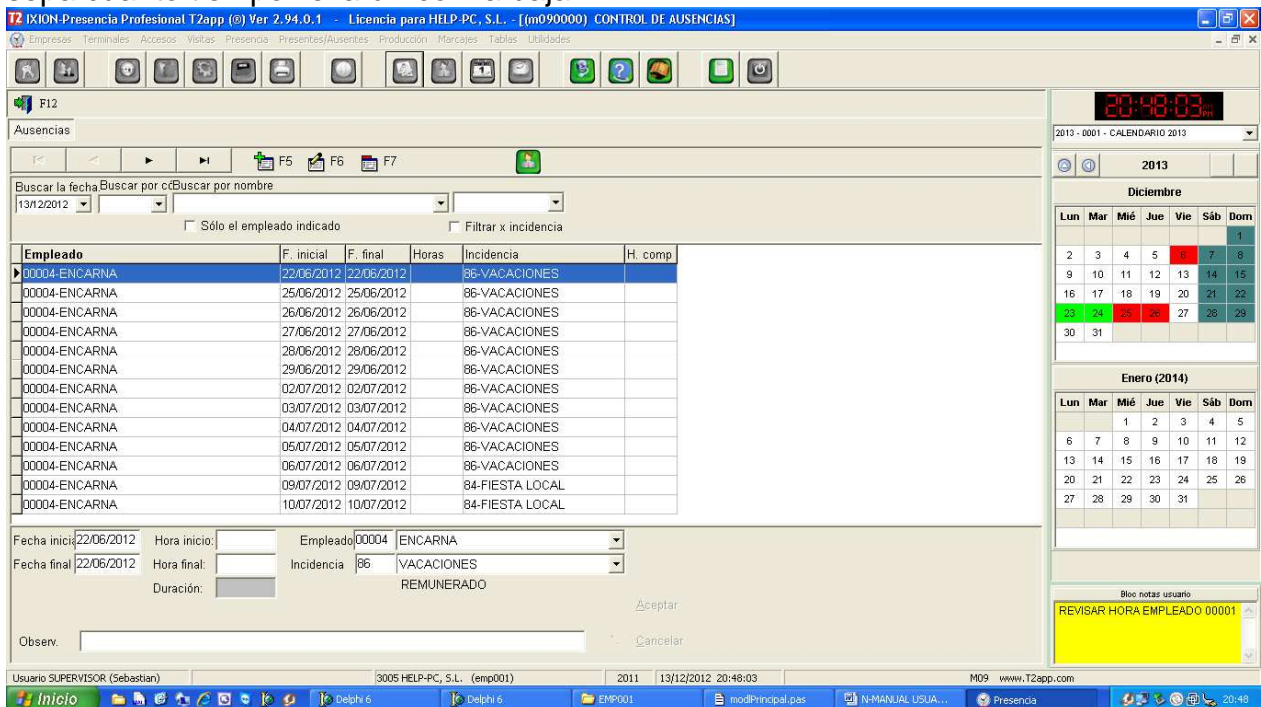 IXION-Presencia Profesional T2app (®) Ver 2.94.0.1 - Licencia para HELP-PC, S.L. - [(m090000) CONTROL DE AUSENCIAS]
Empresas Terminales Accesos Visitas Presencia Presentes/Ausentes Producción Marcajes Tablas Utilidades
F12
Ausencias
F5 F6 F7
Buscar la fecha Buscar por có Buscar por nombre
13/12/2012
Sólo el empleado indicado Filtrar x incidencia
Empleado F. inicial F. final Horas Incidencia H. comp
00004-ENCARNA 22/06/2012 22/06/2012 86-VACACIONES
00004-ENCARNA 25/06/2012 25/06/2012 86-VACACIONES
00004-ENCARNA 26/06/2012 26/06/2012 86-VACACIONES
00004-ENCARNA 27/06/2012 27/06/2012 86-VACACIONES
00004-ENCARNA 28/06/2012 28/06/2012 86-VACACIONES
00004-ENCARNA 29/06/2012 29/06/2012 86-VACACIONES
00004-ENCARNA 02/07/2012 02/07/2012 86-VACACIONES
00004-ENCARNA 03/07/2012 03/07/2012 86-VACACIONES
00004-ENCARNA 04/07/2012 04/07/2012 86-VACACIONES
00004-ENCARNA 05/07/2012 05/07/2012 86-VACACIONES
00004-ENCARNA 06/07/2012 06/07/2012 86-VACACIONES
00004-ENCARNA 09/07/2012 09/07/2012 84-FIESTA LOCAL
00004-ENCARNA 10/07/2012 10/07/2012 84-FIESTA LOCAL
Fecha inicia 22/06/2012 Hora inicio: Empleado 00004 ENCARNA
Fecha final 22/06/2012 Hora final: Incidencia 86 VACACIONES
Duración: REMUNERADO
Aceptar
Observ. Cancelar
20:48:03 PM
2013 - 0001 - CALENDARIO 2013
2013
Diciembre
Lun Mar Mié Jue Vie Sáb Dom
1
2 3 4 5 6 7 8
9 10 11 12 13 14 15
16 17 18 19 20 21 22
23 24 25 26 27 28 29
30 31
Enero (2014)
Lun Mar Mié Jue Vie Sáb Dom
1 2 3 4 5
6 7 8 9 10 11 12
13 14 15 16 17 18 19
20 21 22 23 24 25 26
27 28 29 30 31
Bloc notas usuario
REVISAR HORA EMPLEADO 00001
Usuario SUPERVISOR (Sebastian) 3005 HELP-PC, S.L. (emp001) 2011 13/12/2012 20:48:03 M09 www.T2app.com
Inicio Delphi 6 Delphi 6 EMP001 modlPrincipal.pas N-MANUAL USUA... Presencia 20:48